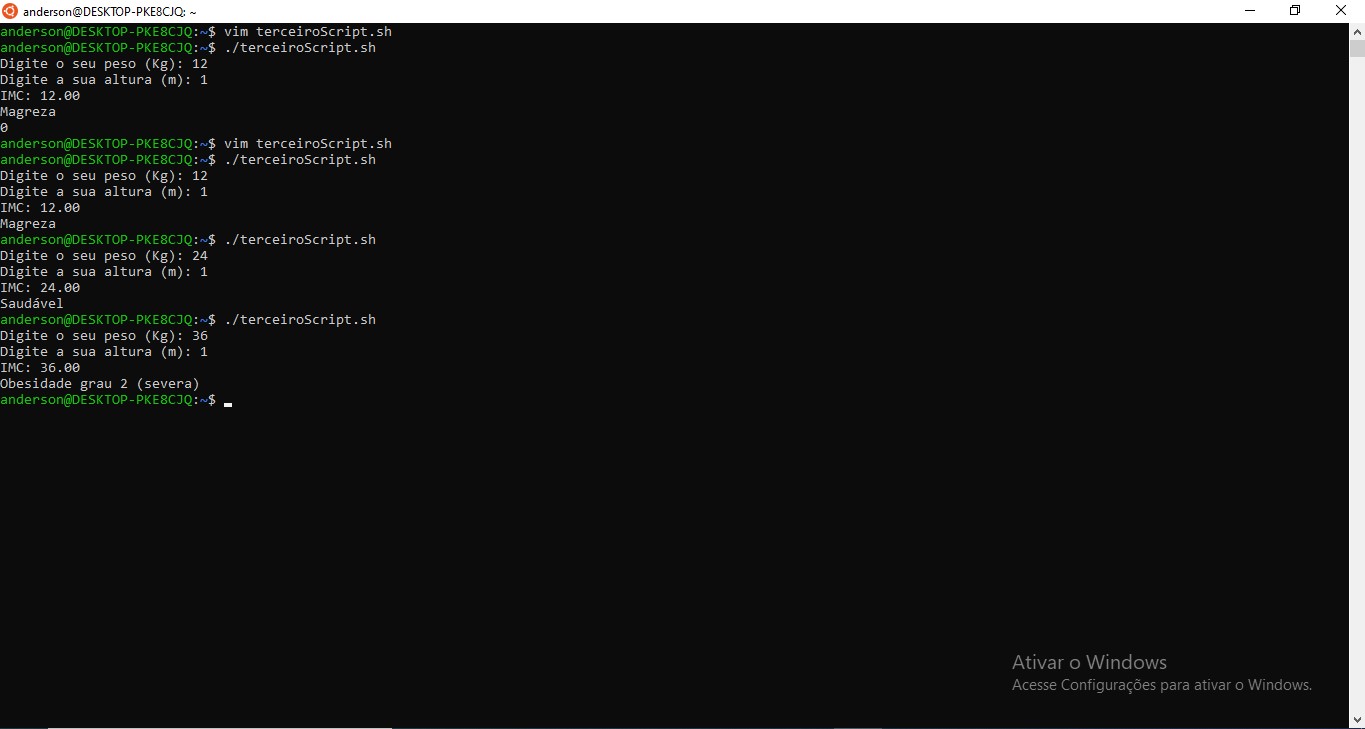 anderson@DESKTOP-PKE8CJQ: ~
anderson@DESKTOP-PKE8CJQ:~$ vim terceiroScript.sh
anderson@DESKTOP-PKE8CJQ:~$ ./terceiroScript.sh
Digite o seu peso (Kg): 12
Digite a sua altura (m): 1
IMC: 12.00
Magreza
0
anderson@DESKTOP-PKE8CJQ:~$ vim terceiroScript.sh
anderson@DESKTOP-PKE8CJQ:~$ ./terceiroScript.sh
Digite o seu peso (Kg): 12
Digite a sua altura (m): 1
IMC: 12.00
Magreza
anderson@DESKTOP-PKE8CJQ:~$ ./terceiroScript.sh
Digite o seu peso (Kg): 24
Digite a sua altura (m): 1
IMC: 24.00
Saudável
anderson@DESKTOP-PKE8CJQ:~$ ./terceiroScript.sh
Digite o seu peso (Kg): 36
Digite a sua altura (m): 1
IMC: 36.00
Obesidade grau 2 (severa)
anderson@DESKTOP-PKE8CJQ:~$
Ativar o Windows
Acesse Configurações para ativar o Windows.